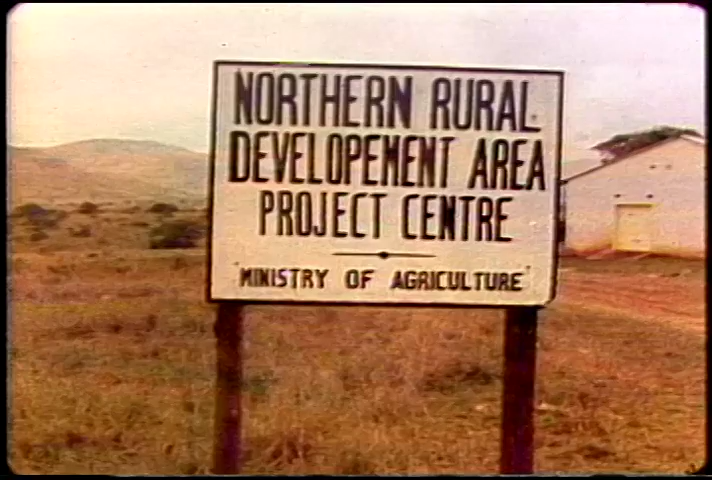 NORTHERN RURAL
DEVELOPEMENT AREA
PROJECT CENTRE
"MINISTRY OF AGRICULTURE"